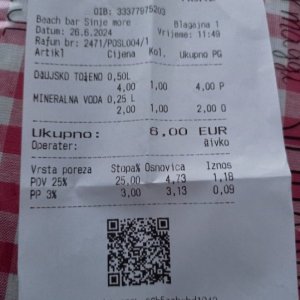 OIB: 33377975203
Beach bar Sinje more
Blagajna 1
Datum: 26.6.2024
Vrijeme: 11:49
Račun br: 2471/POSL004/1
Artikl Cijena Kol. Ukupno PG
DAUJSKO TOČENO 0,50L
4,00 1,00 4,00 P
MINERALNA VODA 0,25 L
2,00 1,00 2,00 O
Ukupno: 6,00 EUR
Operater: živko
Vrsta poreza Stopa% Osnovica Iznos
PDV 25% 25,00 4,73 1,18
PP 3% 3,00 3,13 0,09